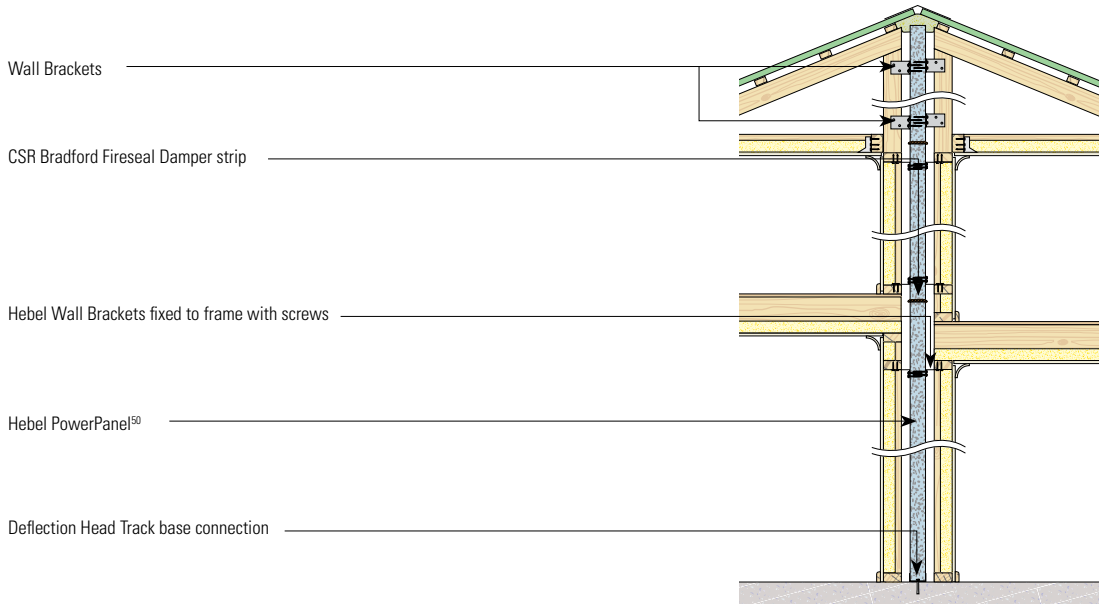 Wall Brackets
CSR Bradford Fireseal Damper strip
Hebel Wall Brackets fixed to frame with screws
Hebel PowerPanel⁵⁰
Deflection Head Track base connection